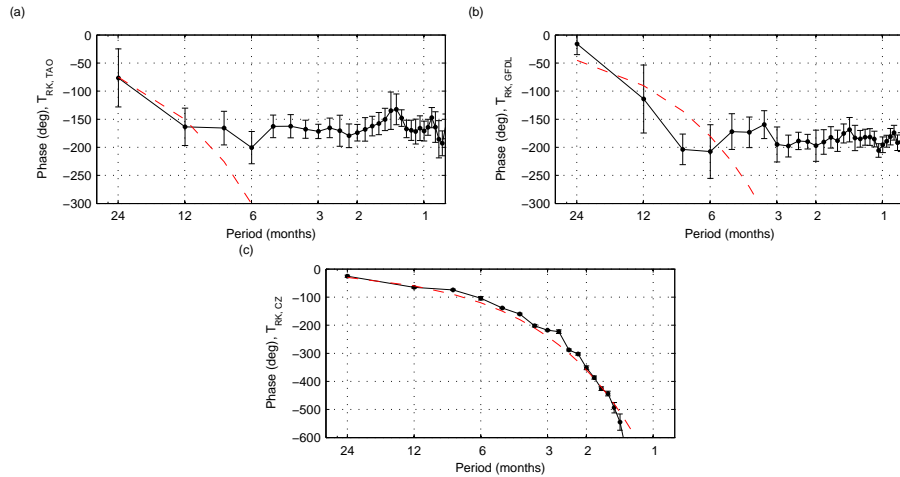 (a)
0
−50
−100
−150
−200
−250
−300
Phase (deg), T_RK, TAO
24 12 6 3 2 1
Period (months)
(b)
0
−50
−100
−150
−200
−250
−300
Phase (deg), T_RK, GFDL
24 12 6 3 2 1
Period (months)
(c)
0
−100
−200
−300
−400
−500
−600
Phase (deg), T_RK, CZ
24 12 6 3 2 1
Period (months)